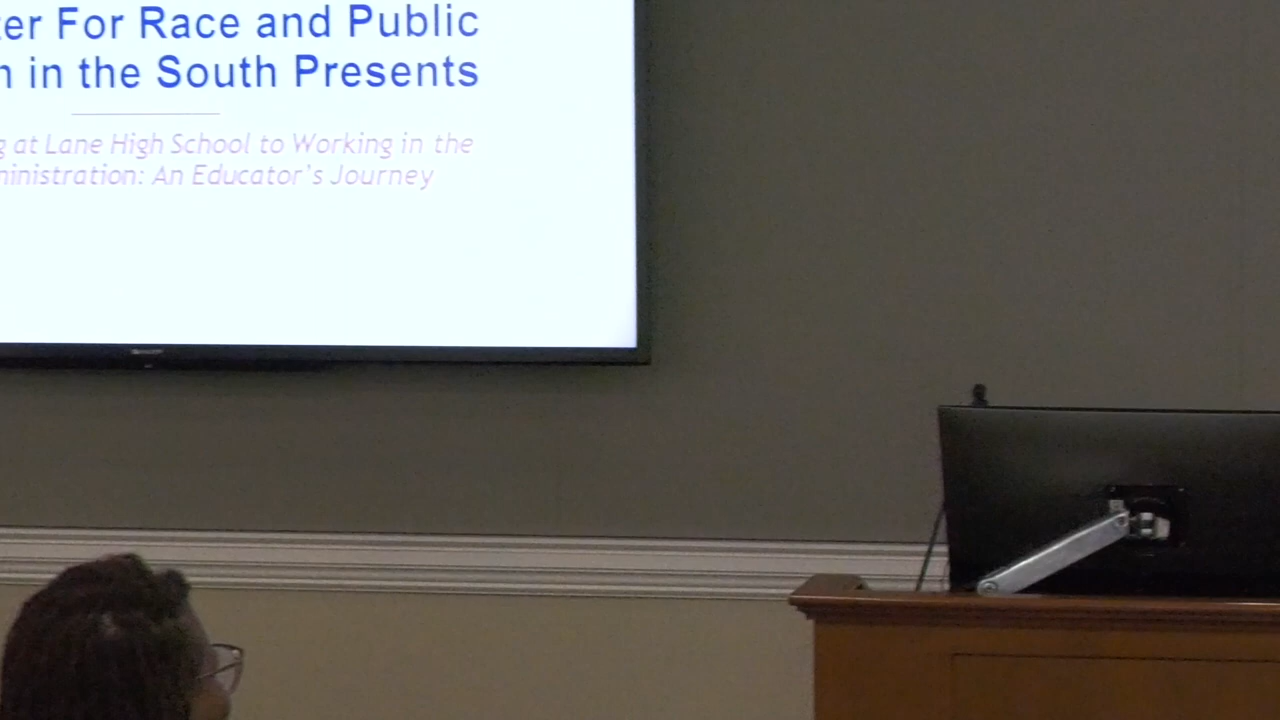 er For Race and Public
n in the South Presents
g at Lane High School to Working in the
ministration: An Educator's Journey